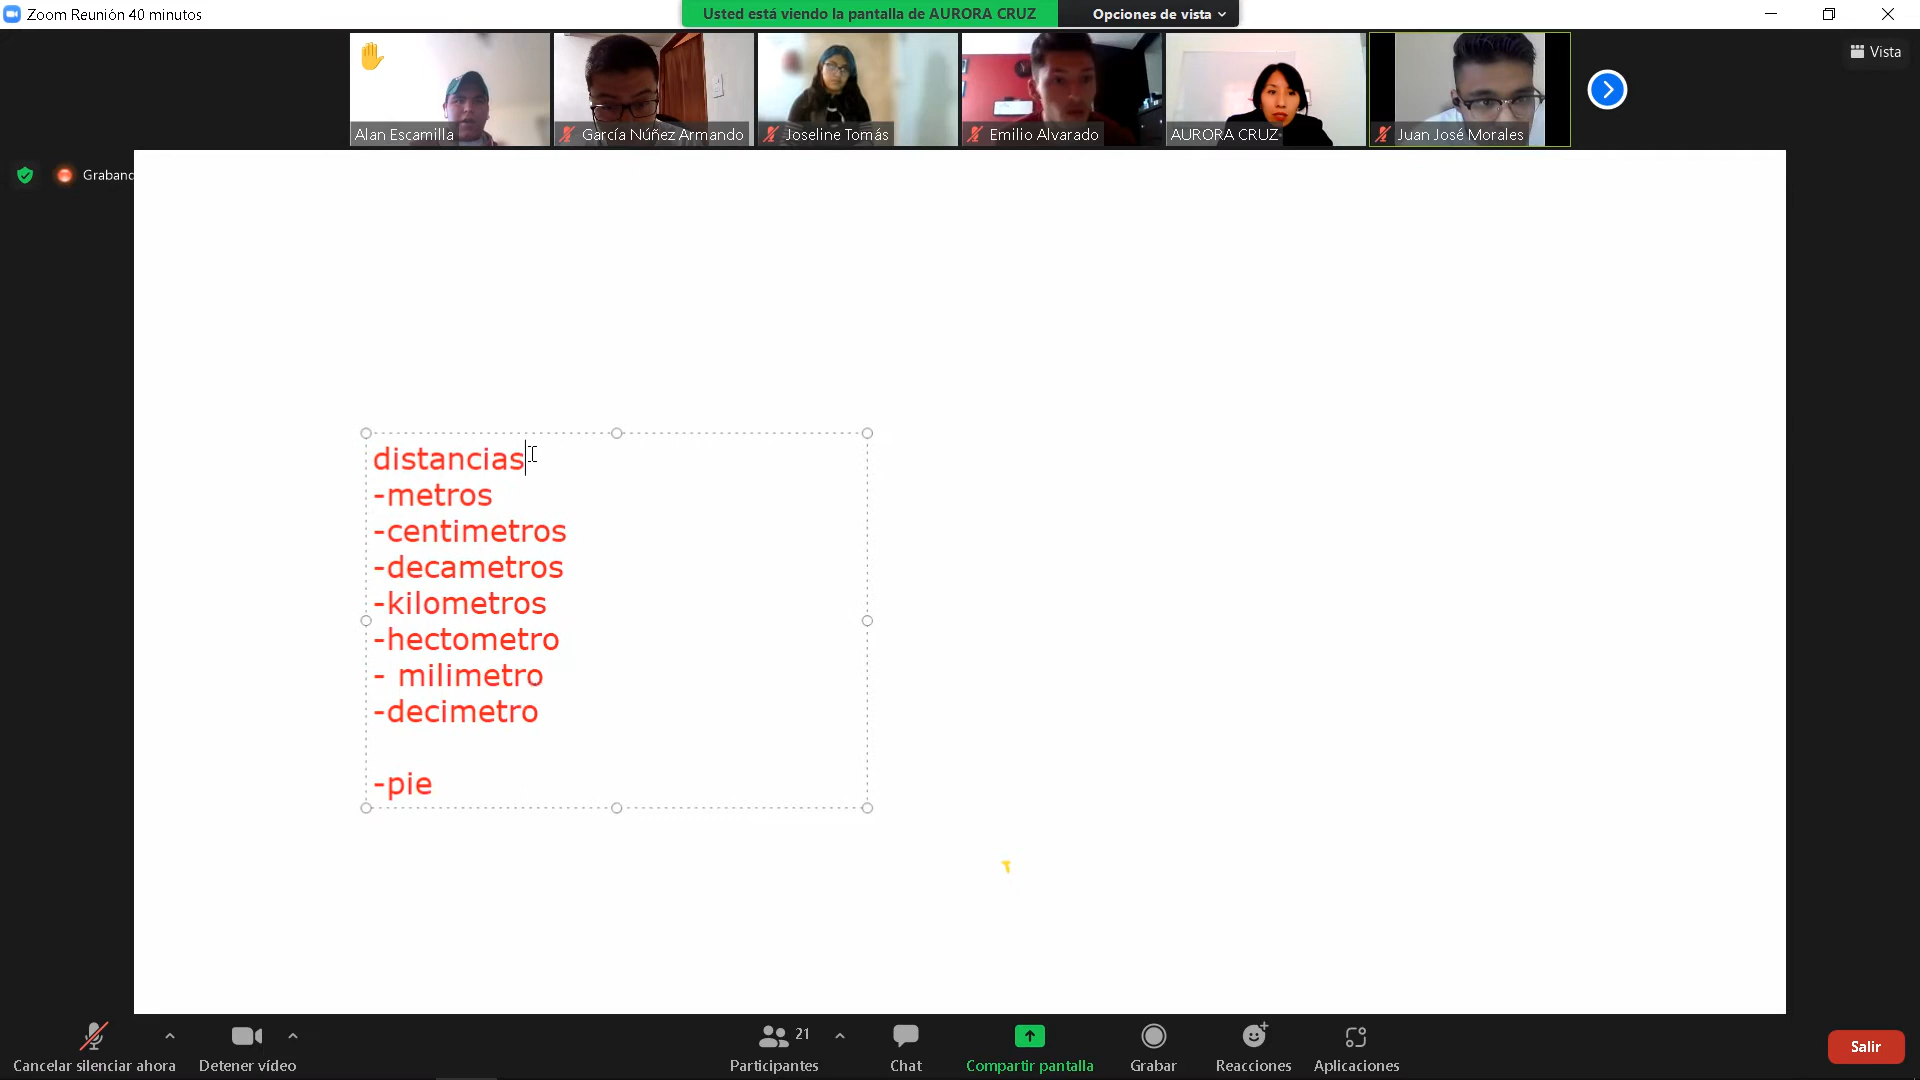 Zoom Reunión 40 minutos
Usted está viendo la pantalla de AURORA CRUZ
Opciones de vista
Vista
Alan Escamilla
García Núñez Armando
Joseline Tomás
Emilio Alvarado
AURORA CRUZ
Juan José Morales
Graband
distancias
-metros
-centimetros
-decametros
-kilometros
-hectometro
- milimetro
-decimetro
-pie
Cancelar silenciar ahora
Detener vídeo
21
Participantes
Chat
Compartir pantalla
Grabar
Reacciones
Aplicaciones
Salir